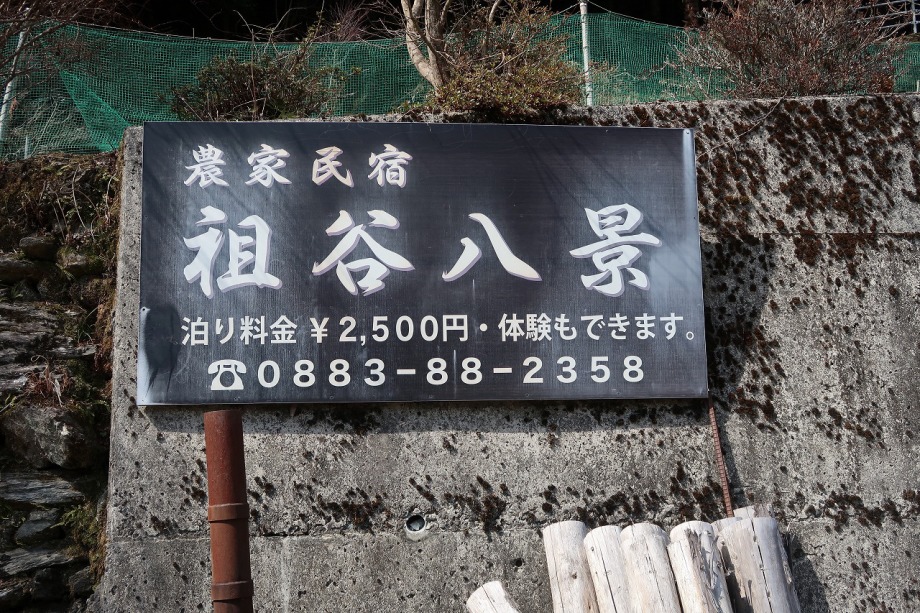 農家民宿
祖谷八景
泊り料金 ¥2,500円・体験もできます。
☎0883-88-2358